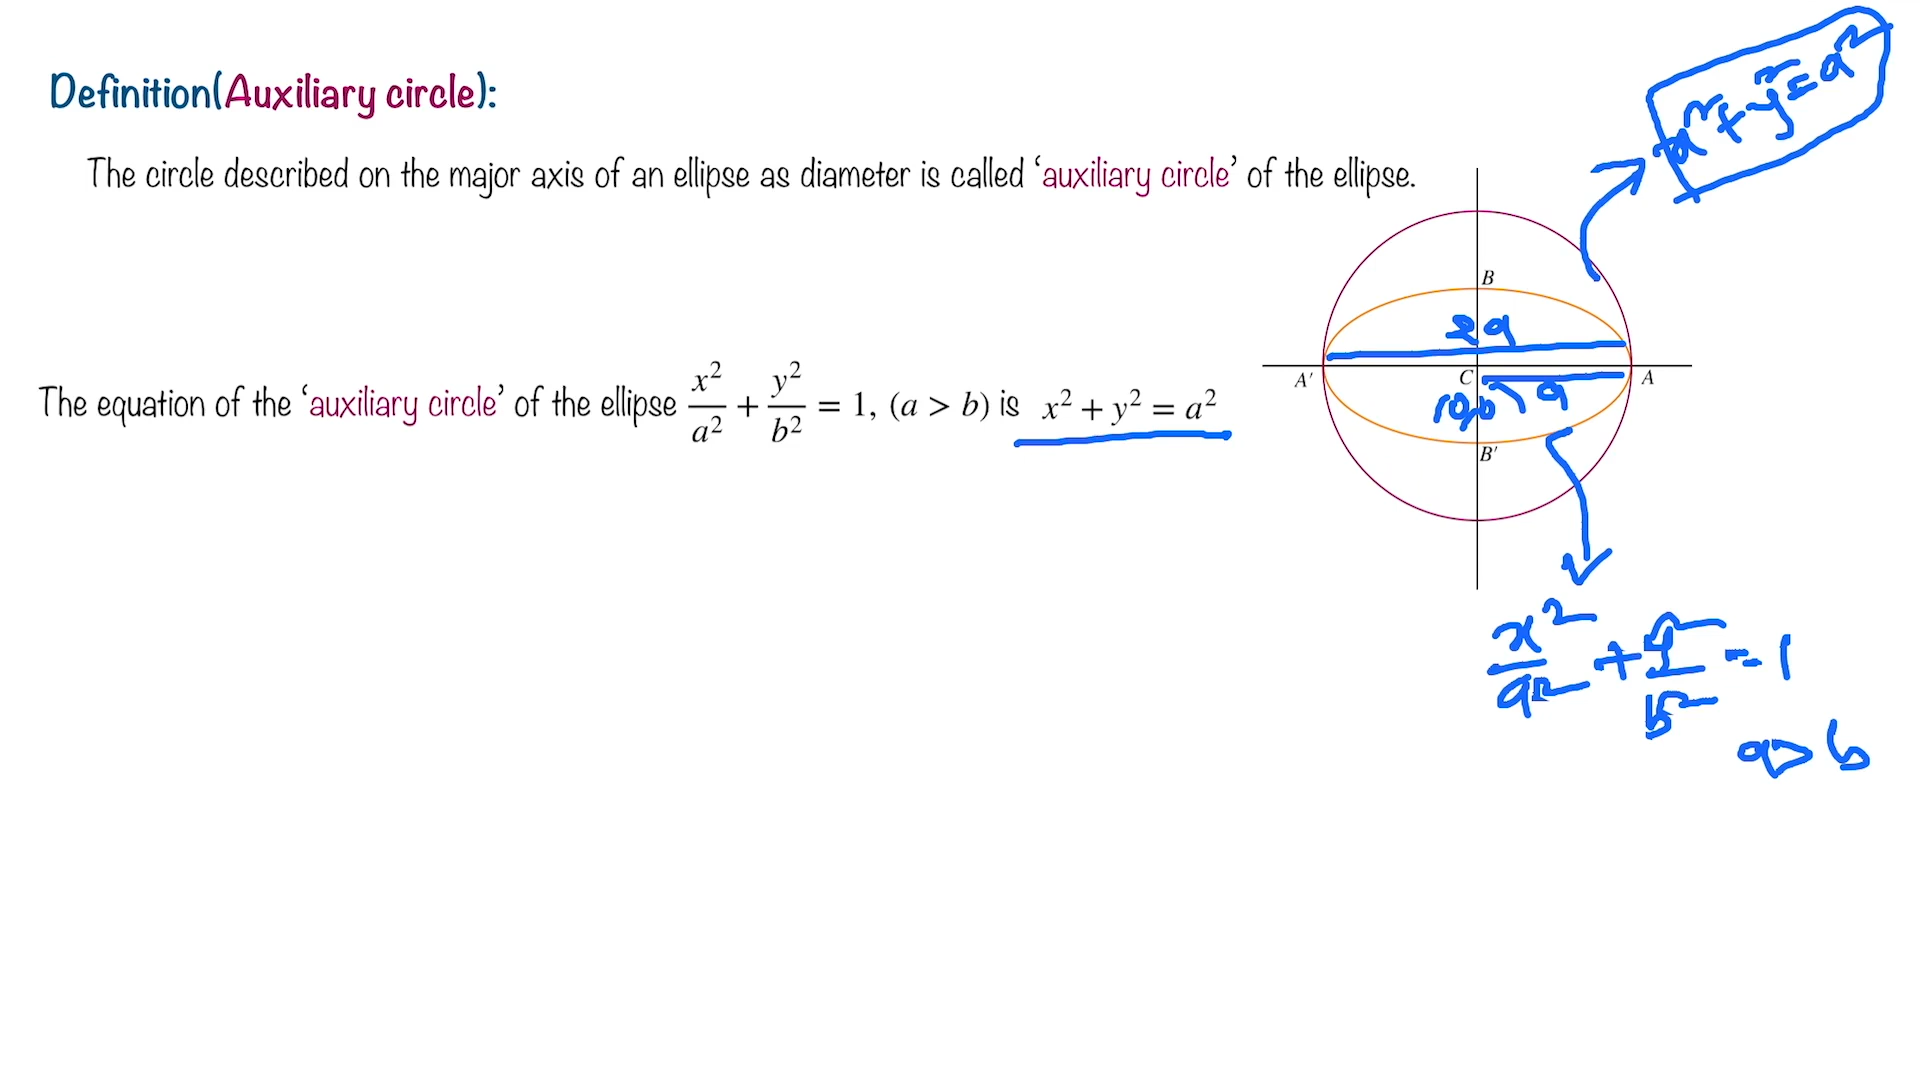 Definition(Auxiliary circle):
The circle described on the major axis of an ellipse as diameter is called ‘auxiliary circle’ of the ellipse.
x² + y² = a²
B
2a
The equation of the ‘auxiliary circle’ of the ellipse x²/a² + y²/b² = 1, (a > b) is x² + y² = a²
A′ C A
(0,0) a
B′
x²/a² + y²/b² = 1
a > b